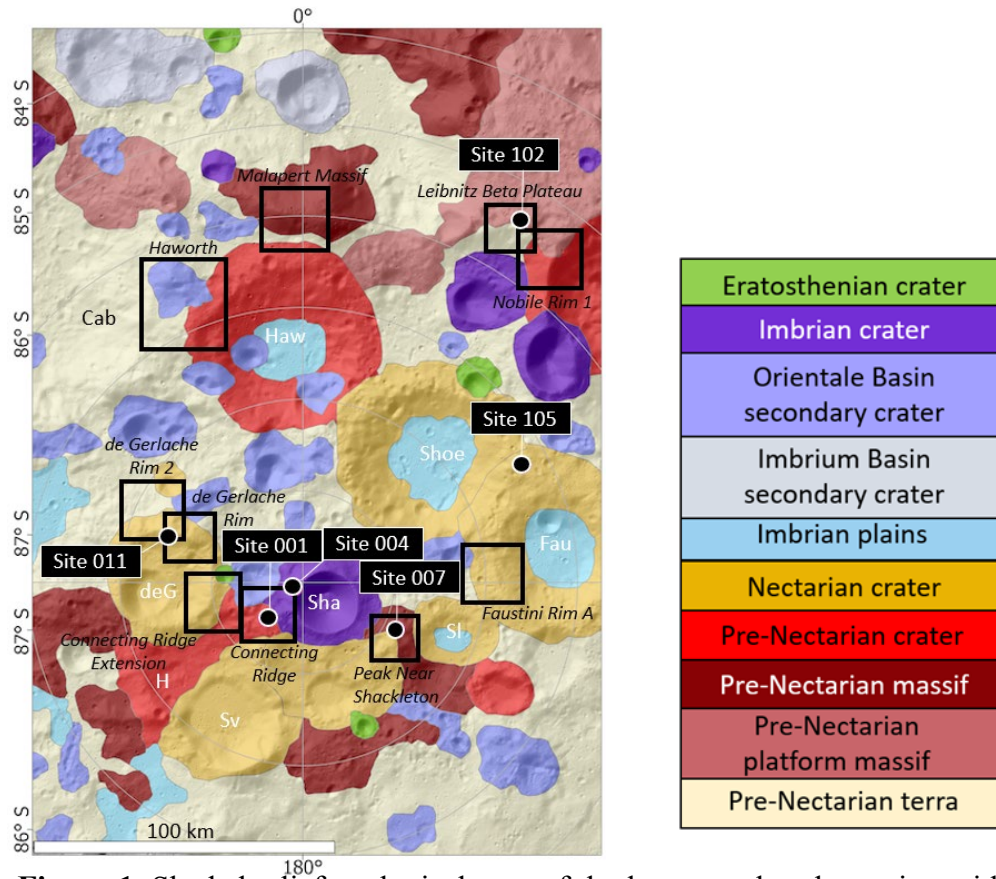 0°
84° S
Site 102
Malapert Massif
Leibnitz Beta Plateau
85° S
Haworth
Nobile Rim 1
Cab
Haw
86° S
Site 105
de Gerlache
Rim 2
Shoe
de Gerlache
Rim
87° S
Site 011
Site 001
Site 004
Fau
Site 007
deG
Sha
Faustini Rim A
Connecting Ridge
Extension
Connecting
Ridge
Sl
87° S
H
Peak Near
Shackleton
Sv
86° S
100 km
180°
Eratosthenian crater
Imbrian crater
Orientale Basin
secondary crater
Imbrium Basin
secondary crater
Imbrian plains
Nectarian crater
Pre-Nectarian crater
Pre-Nectarian massif
Pre-Nectarian
platform massif
Pre-Nectarian terra